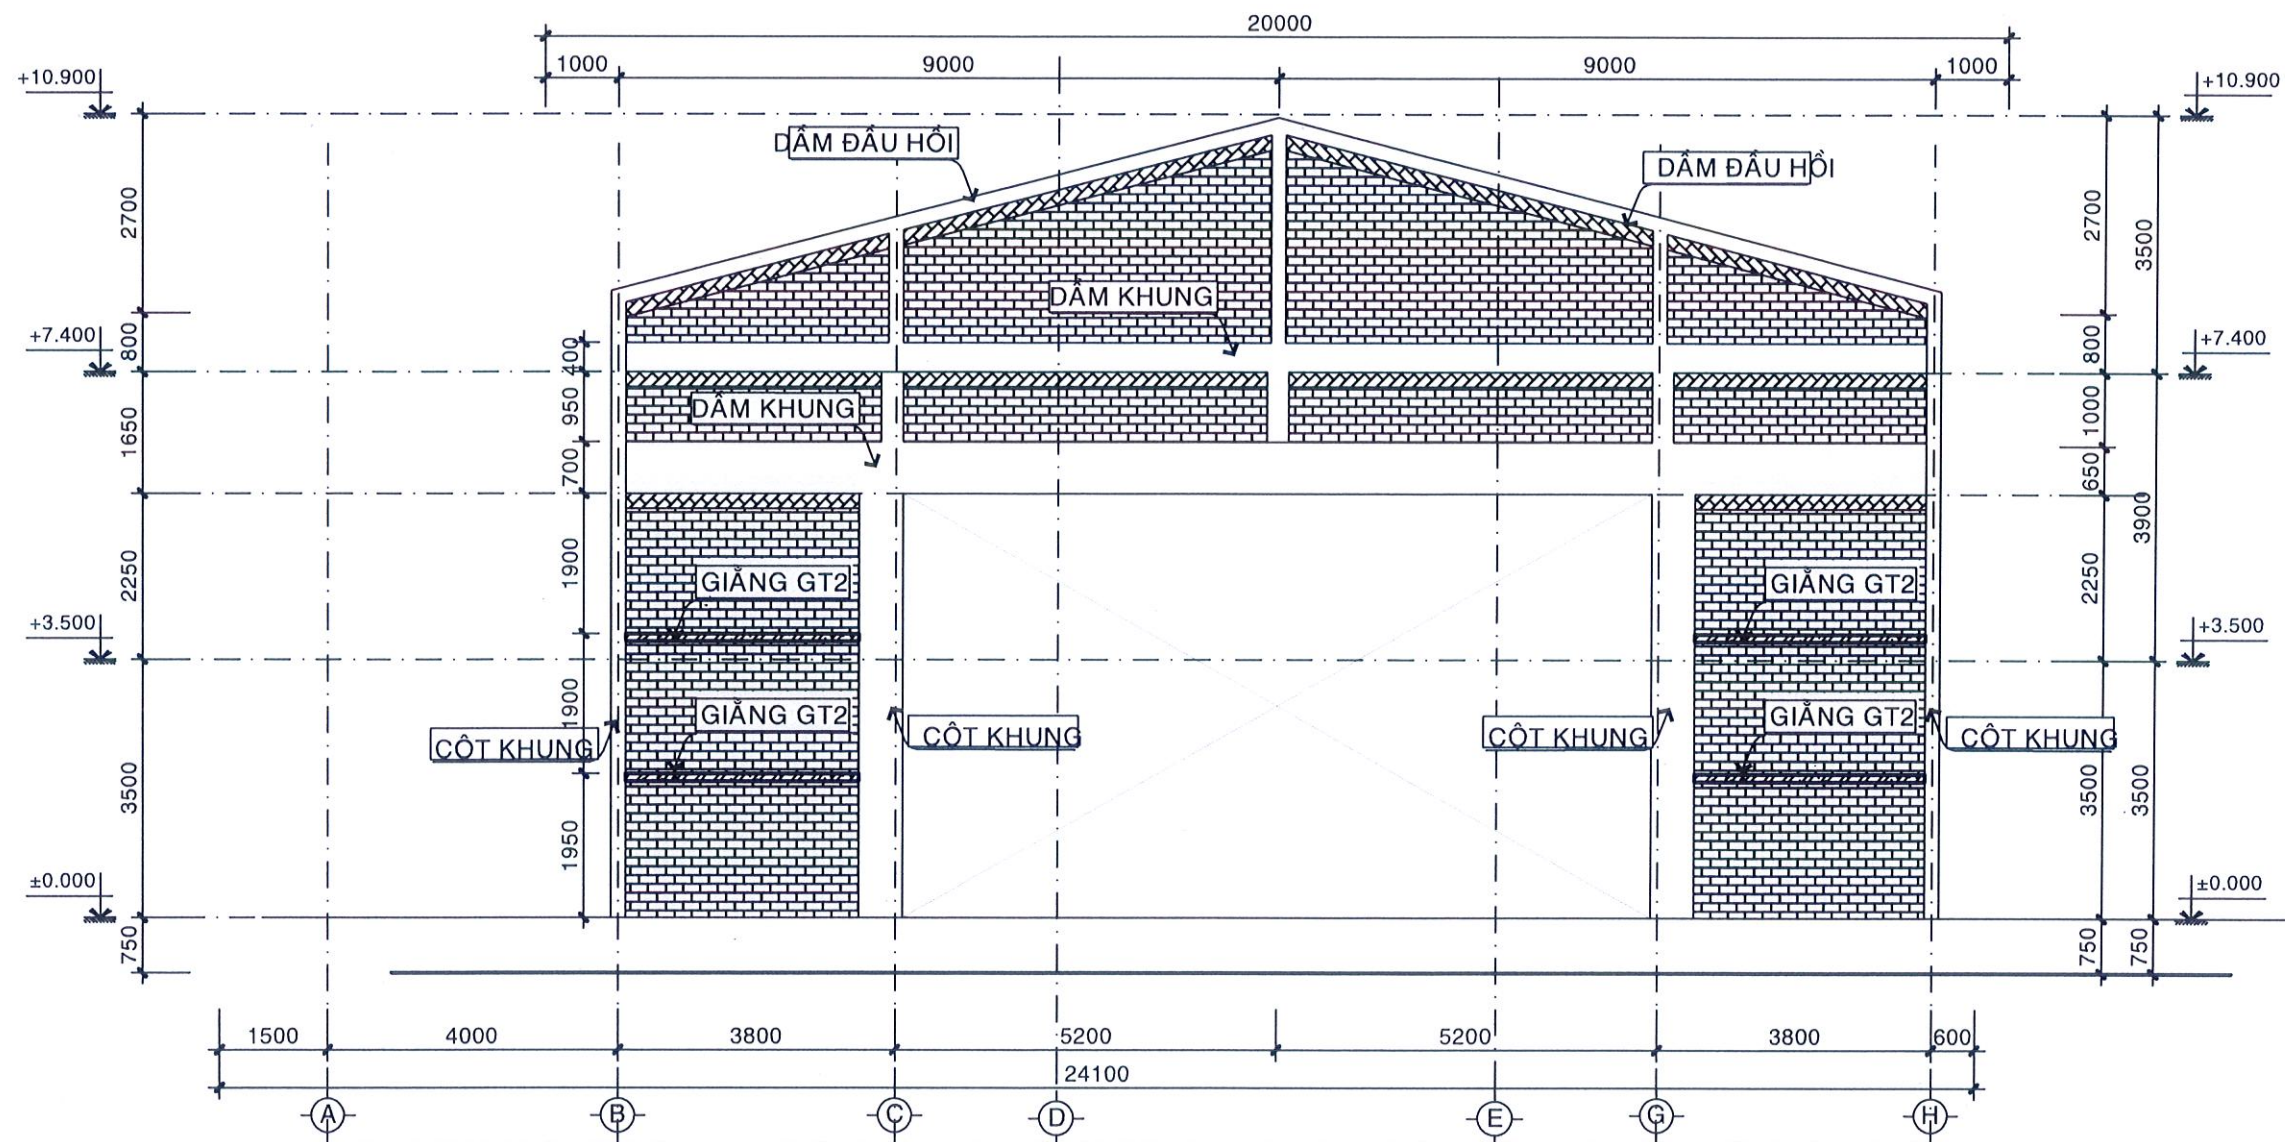 20000
1000 9000 9000 1000
+10.900 +10.900
DẦM ĐẦU HỒI
DẦM ĐẦU HỒI
2700 2700 3500
DẦM KHUNG
+7.400 800 400 800 +7.400
DẦM KHUNG
1650 950 1000
700 650
3900
2250 1900 2250
GIẰNG GT2 GIẰNG GT2
+3.500 +3.500
1900
GIẰNG GT2 GIẰNG GT2
CỘT KHUNG CỘT KHUNG CỘT KHUNG CỘT KHUNG
3500 3500 3500
1950
±0.000 ±0.000
750 750 750
1500 4000 3800 5200 5200 3800 600
24100
A B C D E G H